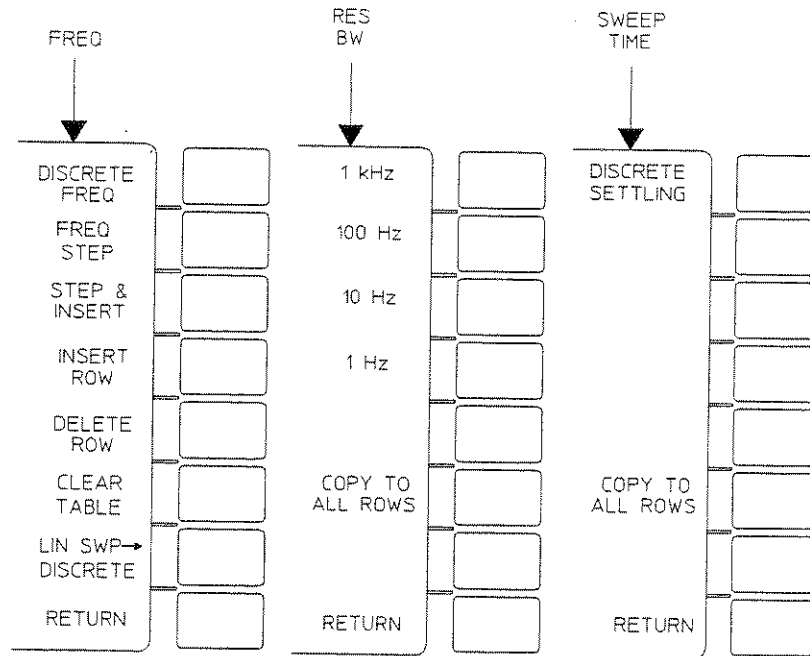 FREQ
DISCRETE
FREQ
FREQ
STEP
STEP &
INSERT
INSERT
ROW
DELETE
ROW
CLEAR
TABLE
LIN SWP→
DISCRETE
RETURN
RES
BW
1 kHz
100 Hz
10 Hz
1 Hz
COPY TO
ALL ROWS
RETURN
SWEEP
TIME
DISCRETE
SETTLING
COPY TO
ALL ROWS
RETURN